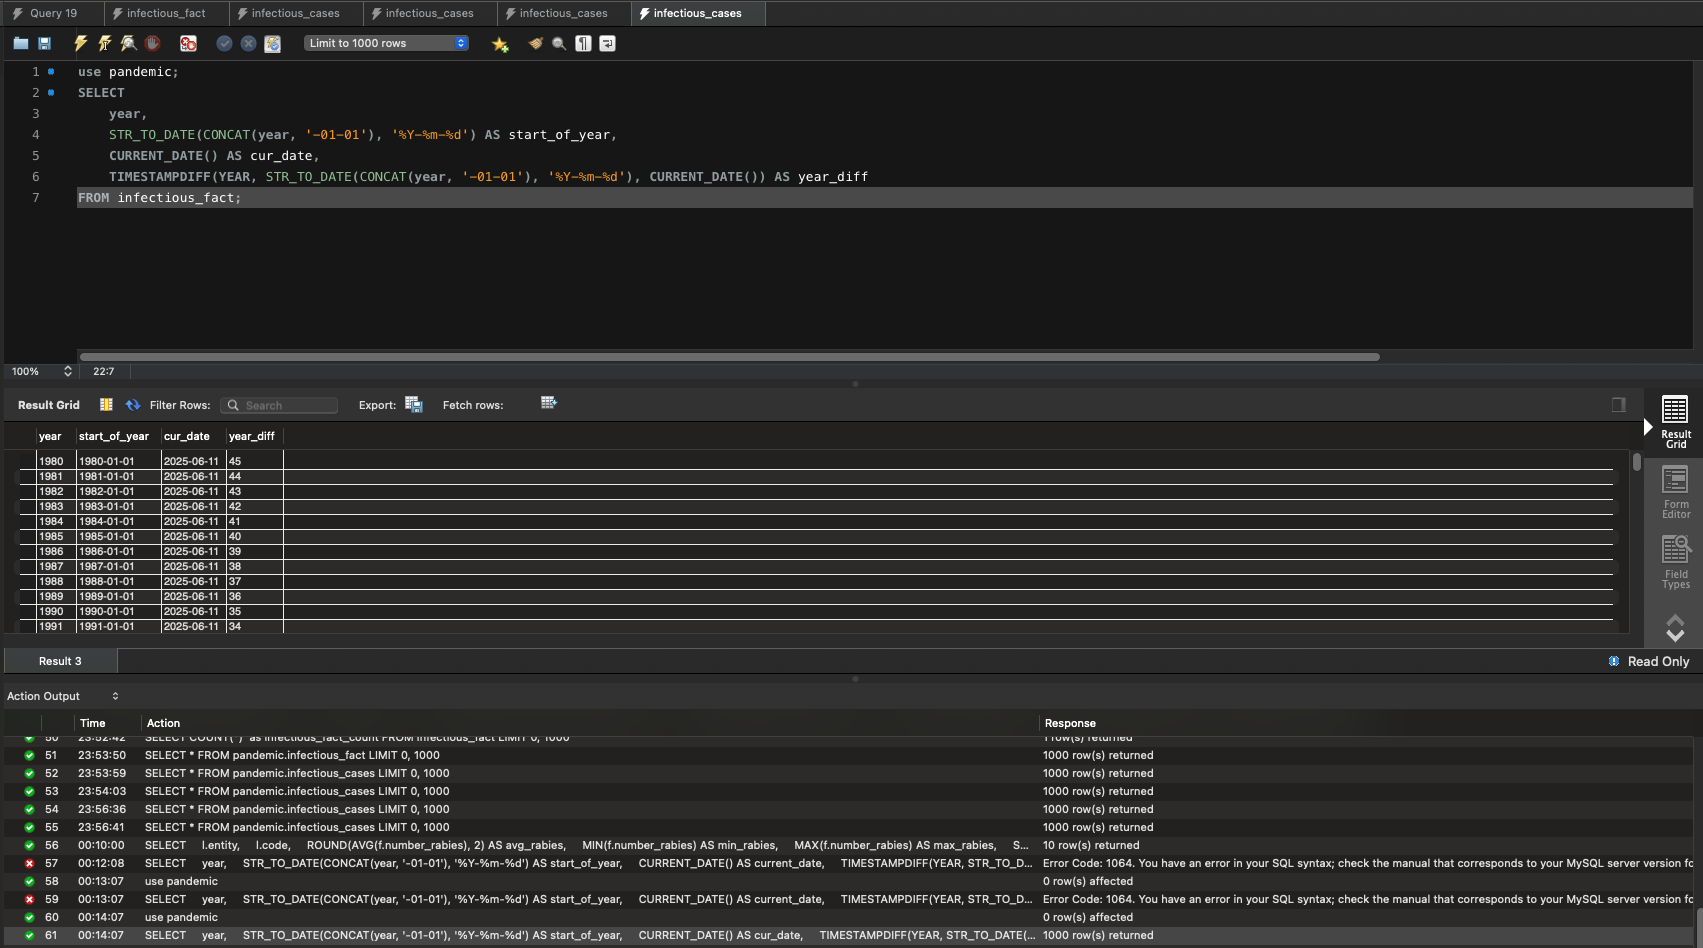 Query 19 infectious_fact infectious_cases infectious_cases infectious_cases infectious_cases
Limit to 1000 rows
1 use pandemic;
2 SELECT
3 year,
4 STR_TO_DATE(CONCAT(year, '-01-01'), '%Y-%m-%d') AS start_of_year,
5 CURRENT_DATE() AS cur_date,
6 TIMESTAMPDIFF(YEAR, STR_TO_DATE(CONCAT(year, '-01-01'), '%Y-%m-%d'), CURRENT_DATE()) AS year_diff
7 FROM infectious_fact;
100% 22:7
Result Grid Filter Rows: Search Export: Fetch rows:
year start_of_year cur_date year_diff
1980 1980-01-01 2025-06-11 45
1981 1981-01-01 2025-06-11 44
1982 1982-01-01 2025-06-11 43
1983 1983-01-01 2025-06-11 42
1984 1984-01-01 2025-06-11 41
1985 1985-01-01 2025-06-11 40
1986 1986-01-01 2025-06-11 39
1987 1987-01-01 2025-06-11 38
1988 1988-01-01 2025-06-11 37
1989 1989-01-01 2025-06-11 36
1990 1990-01-01 2025-06-11 35
1991 1991-01-01 2025-06-11 34
Result
Grid
Form
Editor
Field
Types
Result 3 Read Only
Action Output
Time Action Response
50 23:52:42 SELECT COUNT(*) as infectious_fact_count FROM infectious_fact LIMIT 0, 1000 1 row(s) returned
51 23:53:50 SELECT * FROM pandemic.infectious_fact LIMIT 0, 1000 1000 row(s) returned
52 23:53:59 SELECT * FROM pandemic.infectious_cases LIMIT 0, 1000 1000 row(s) returned
53 23:54:03 SELECT * FROM pandemic.infectious_cases LIMIT 0, 1000 1000 row(s) returned
54 23:56:36 SELECT * FROM pandemic.infectious_cases LIMIT 0, 1000 1000 row(s) returned
55 23:56:41 SELECT * FROM pandemic.infectious_cases LIMIT 0, 1000 1000 row(s) returned
56 00:10:00 SELECT l.entity, l.code, ROUND(AVG(f.number_rabies), 2) AS avg_rabies, MIN(f.number_rabies) AS min_rabies, MAX(f.number_rabies) AS max_rabies, S... 10 row(s) returned
57 00:12:08 SELECT year, STR_TO_DATE(CONCAT(year, '-01-01'), '%Y-%m-%d') AS start_of_year, CURRENT_DATE() AS current_date, TIMESTAMPDIFF(YEAR, STR_TO_D... Error Code: 1064. You have an error in your SQL syntax; check the manual that corresponds to your MySQL server version fo
58 00:13:07 use pandemic 0 row(s) affected
59 00:13:07 SELECT year, STR_TO_DATE(CONCAT(year, '-01-01'), '%Y-%m-%d') AS start_of_year, CURRENT_DATE() AS current_date, TIMESTAMPDIFF(YEAR, STR_TO_D... Error Code: 1064. You have an error in your SQL syntax; check the manual that corresponds to your MySQL server version fo
60 00:14:07 use pandemic 0 row(s) affected
61 00:14:07 SELECT year, STR_TO_DATE(CONCAT(year, '-01-01'), '%Y-%m-%d') AS start_of_year, CURRENT_DATE() AS cur_date, TIMESTAMPDIFF(YEAR, STR_TO_DATE(... 1000 row(s) returned